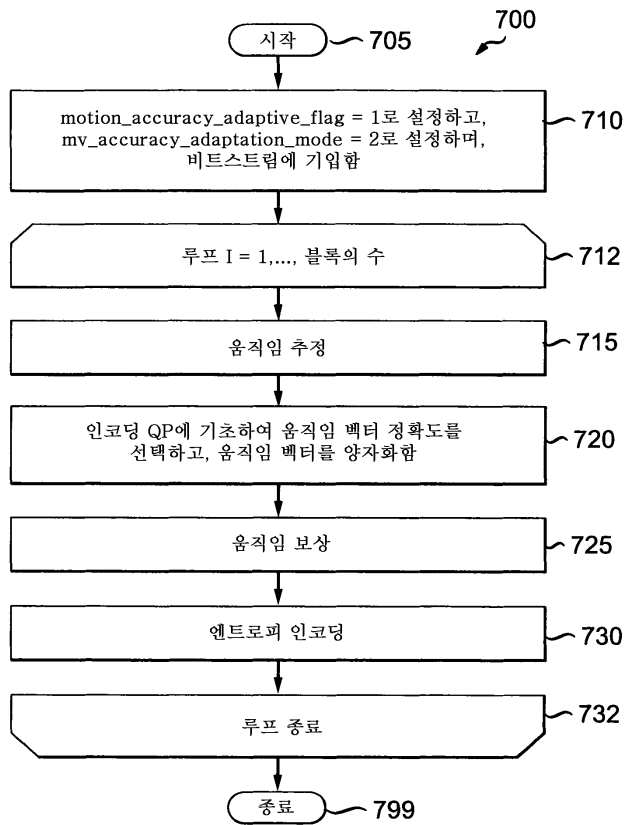 700
시작
705
motion_accuracy_adaptive_flag = 1로 설정하고,
mv_accuracy_adaptation_mode = 2로 설정하며,
비트스트림에 기입함
710
루프 I = 1,..., 블록의 수
712
움직임 추정
715
인코딩 QP에 기초하여 움직임 벡터 정확도를
선택하고, 움직임 벡터를 양자화함
720
움직임 보상
725
엔트로피 인코딩
730
루프 종료
732
종료
799